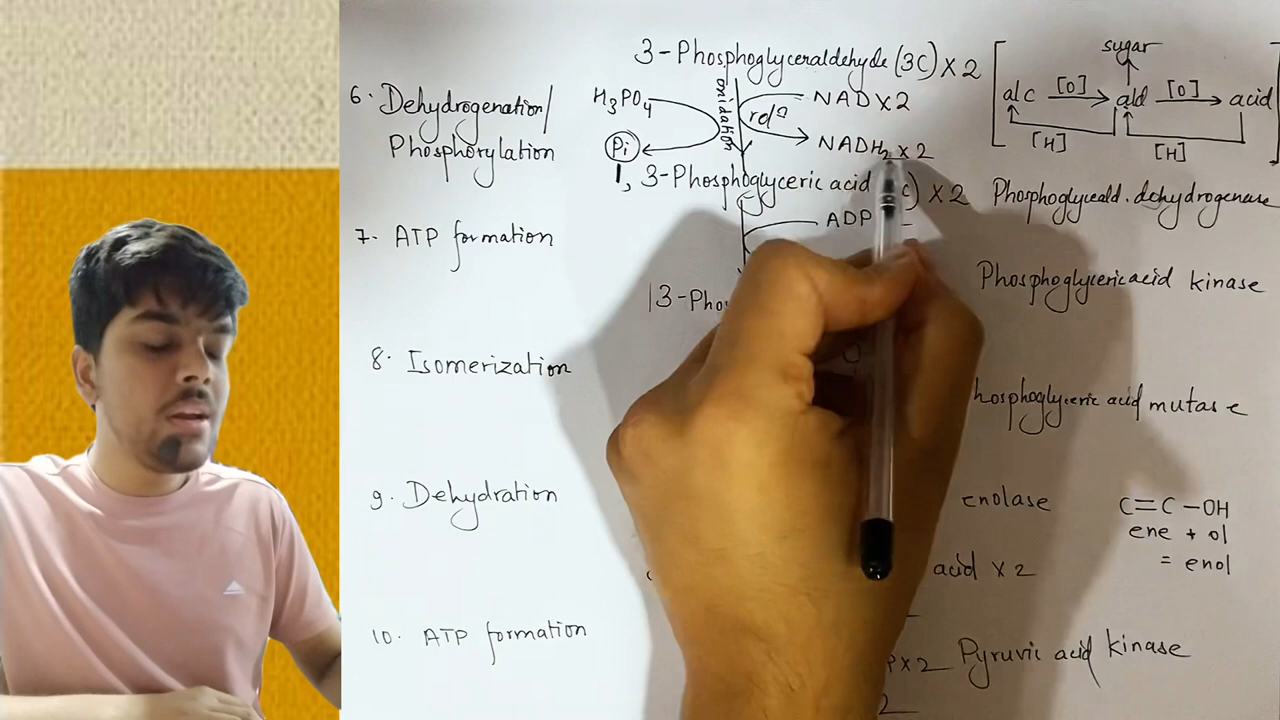 3-Phosphoglyceraldehyde (3C) X 2
6. Dehydrogenation/
Phosphorylation
H3PO4
Pi
oxidation
redⁿ
NAD X 2
NADH2 X 2
1, 3-Phosphoglyceric acid C) X 2
sugar
alc [O] ald [O] acid
[H] [H]
Phosphoglyceald. dehydrogenase
7. ATP formation
ADP
Phosphoglyceric acid kinase
3-Pho
8. Isomerization
hosphoglyceric acid mutase
9. Dehydration
enolase
C=C-OH
ene + ol
= enol
acid X 2
10. ATP formation
P X 2
Pyruvic acid kinase
2